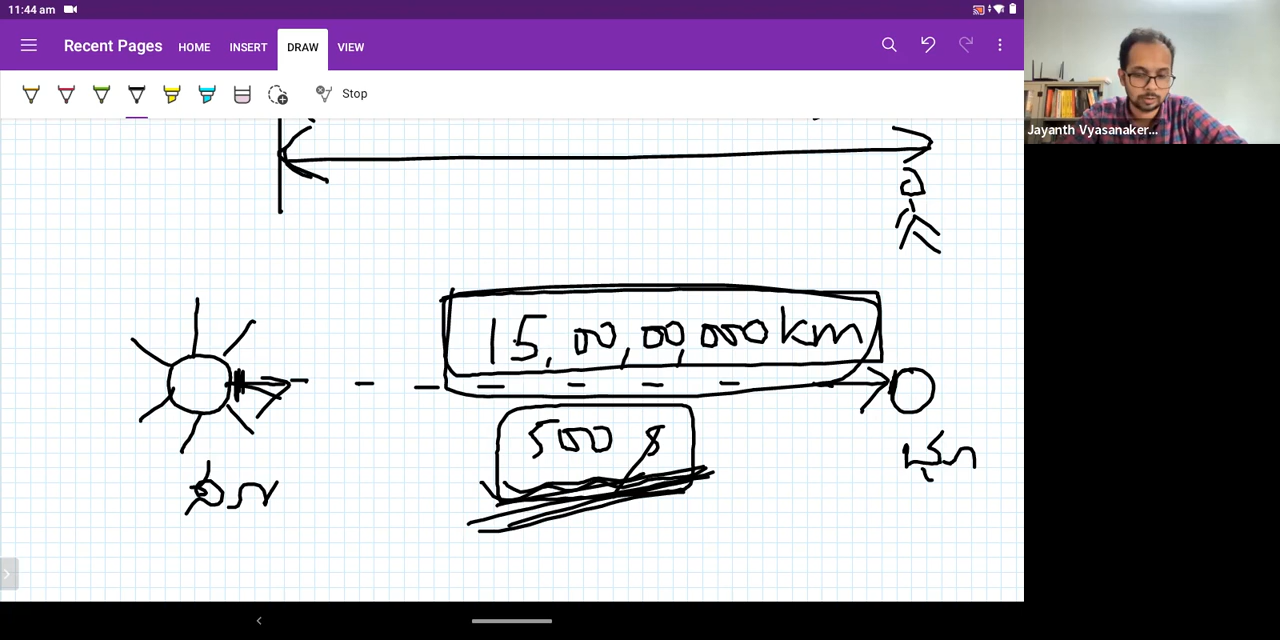 11:44 am
Recent Pages HOME INSERT DRAW VIEW
Stop
Jayanth Vyasanaker...
15,00,00,000 km
500 s